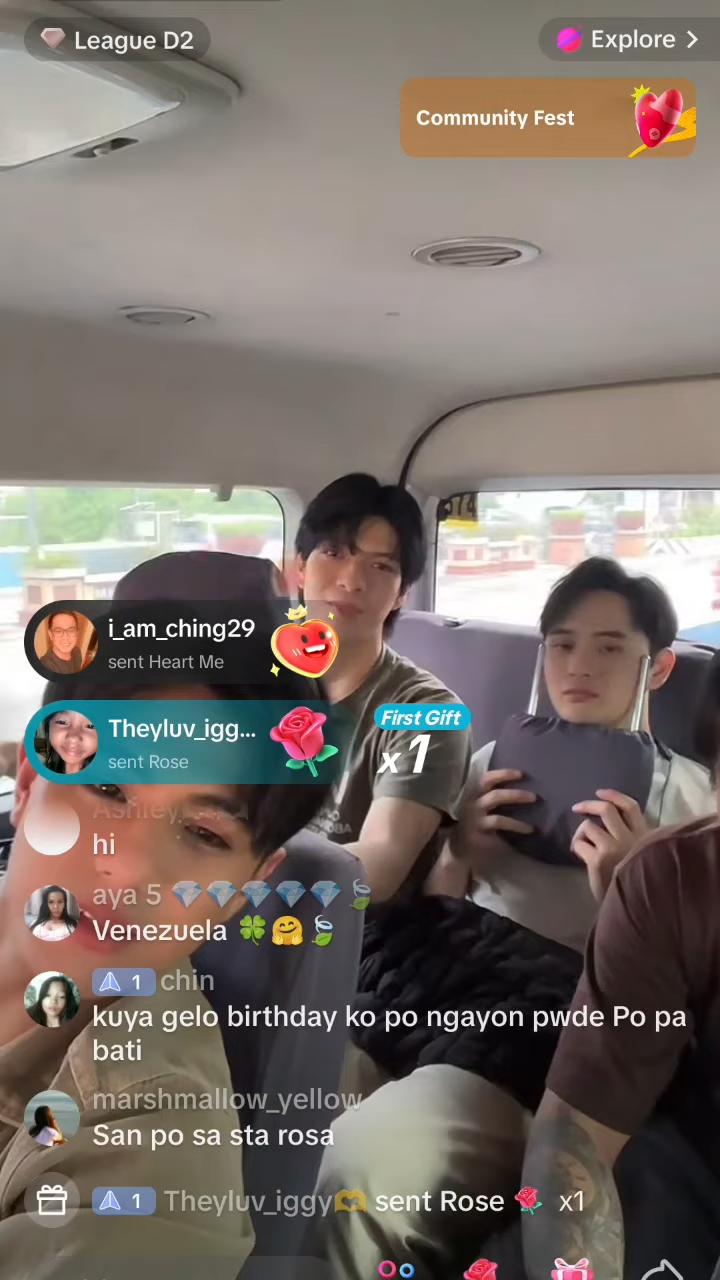 League D2
Explore
Community Fest
i_am_ching29
sent Heart Me
Theyluv_igg...
sent Rose
First Gift
x1
hi
aya 5 💎💎💎💎💎🍃
Venezuela 🍀🤗🍃
1 chin
kuya gelo birthday ko po ngayon pwde Po pa
bati
marshmallow_yellow
San po sa sta rosa
1 Theyluv_iggy🫶 sent Rose 🌹 x1